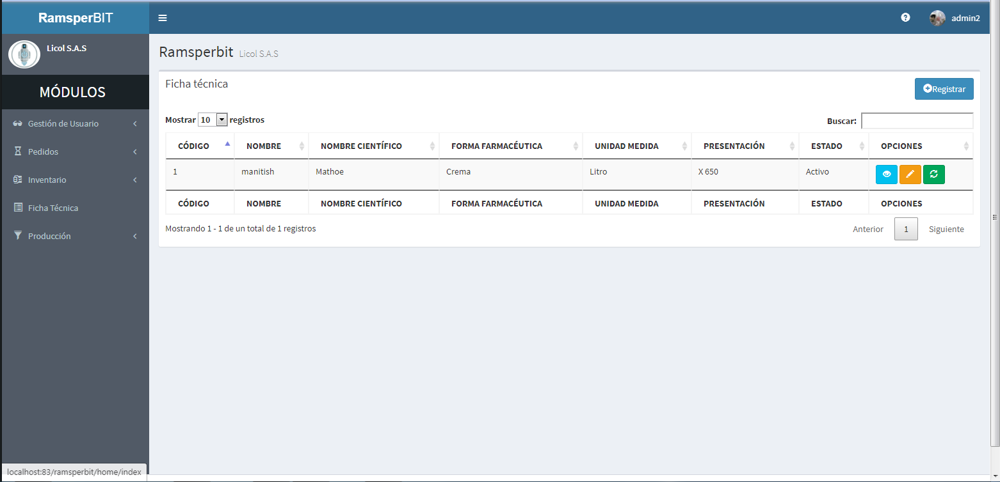 RamsperBIT
admin2
Licol S.A.S
Ramsperbit Licol S.A.S
MÓDULOS
Gestión de Usuario
Pedidos
Inventario
Ficha Técnica
Producción
Ficha técnica
Registrar
Mostrar 10 registros
Buscar:
CÓDIGO NOMBRE NOMBRE CIENTÍFICO FORMA FARMACÉUTICA UNIDAD MEDIDA PRESENTACIÓN ESTADO OPCIONES
1 manitish Mathoe Crema Litro X 650 Activo
CÓDIGO NOMBRE NOMBRE CIENTÍFICO FORMA FARMACÉUTICA UNIDAD MEDIDA PRESENTACIÓN ESTADO OPCIONES
Mostrando 1 - 1 de un total de 1 registros
Anterior 1 Siguiente
localhost:83/ramsperbit/home/index